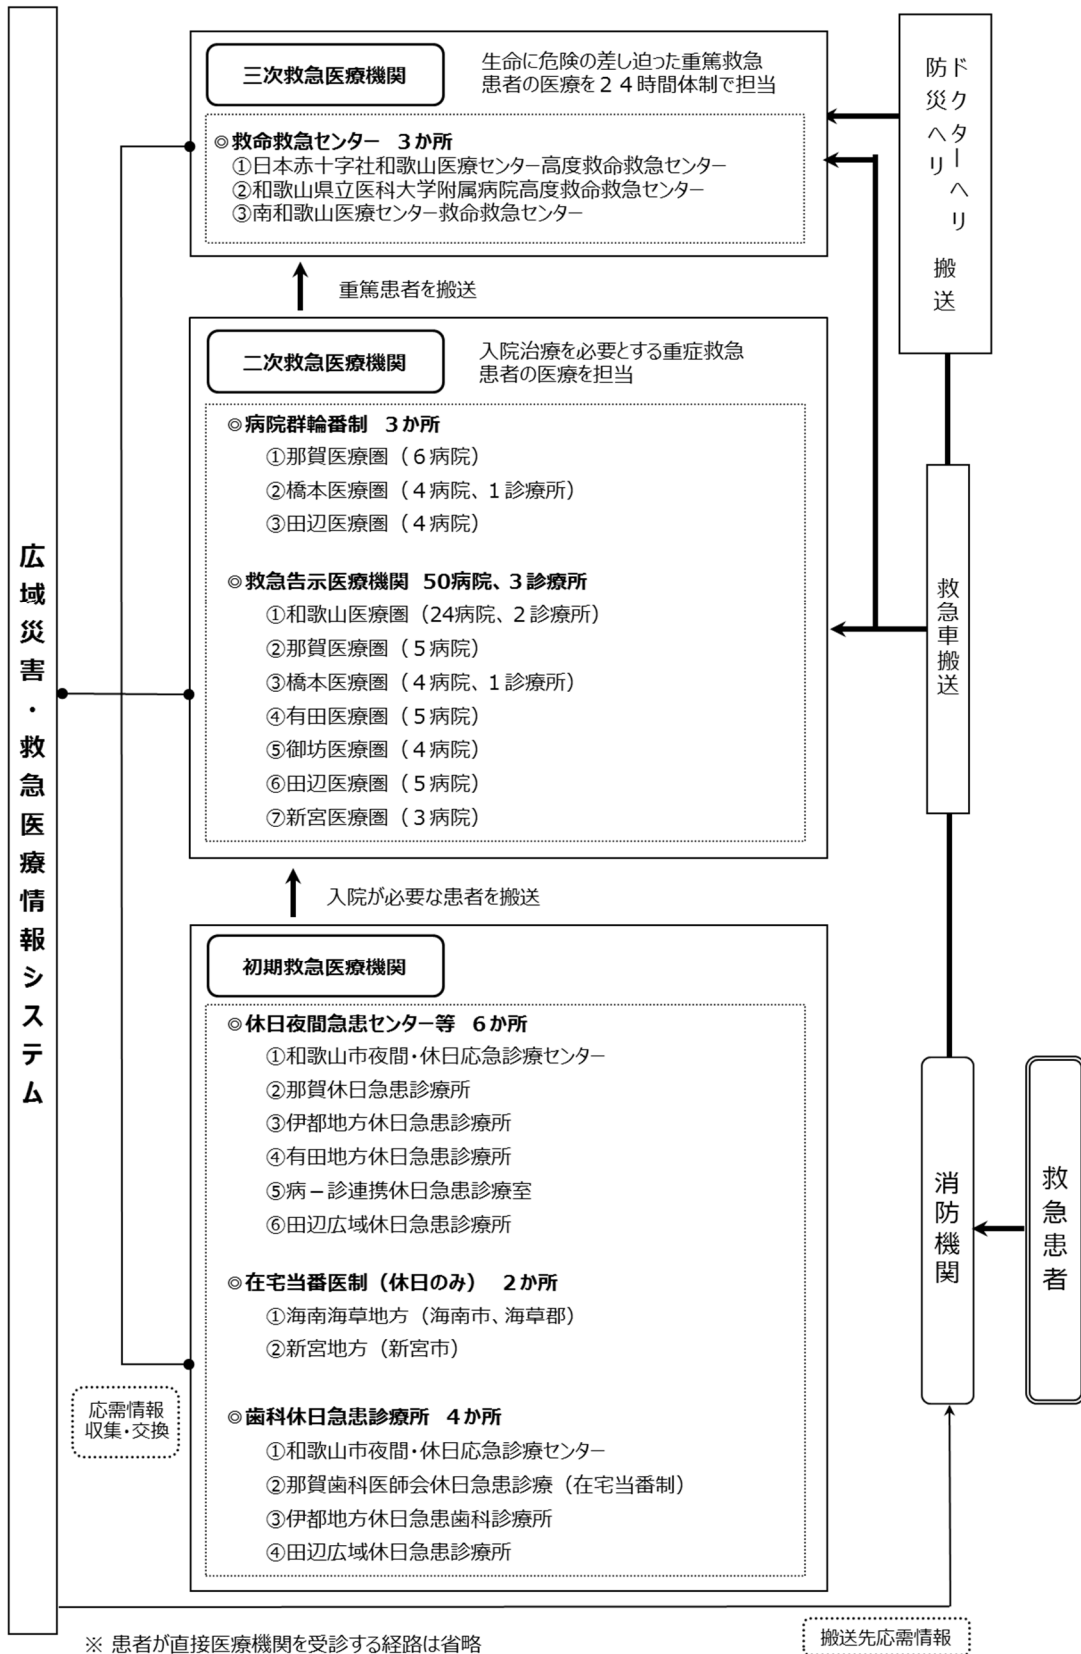 広域災害・救急医療情報システム
三次救急医療機関
生命に危険の差し迫った重篤救急
患者の医療を２４時間体制で担当
◎救命救急センター ３か所
①日本赤十字社和歌山医療センター高度救命救急センター
②和歌山県立医科大学附属病院高度救命救急センター
③南和歌山医療センター救命救急センター
重篤患者を搬送
二次救急医療機関
入院治療を必要とする重症救急
患者の医療を担当
◎病院群輪番制 ３か所
①那賀医療圏（６病院）
②橋本医療圏（４病院、１診療所）
③田辺医療圏（４病院）
◎救急告示医療機関 50病院、３診療所
①和歌山医療圏（24病院、２診療所）
②那賀医療圏（５病院）
③橋本医療圏（４病院、１診療所）
④有田医療圏（５病院）
⑤御坊医療圏（４病院）
⑥田辺医療圏（５病院）
⑦新宮医療圏（３病院）
入院が必要な患者を搬送
初期救急医療機関
◎休日夜間急患センター等 ６か所
①和歌山市夜間・休日応急診療センター
②那賀休日急患診療所
③伊都地方休日急患診療所
④有田地方休日急患診療所
⑤病－診連携休日急患診療室
⑥田辺広域休日急患診療所
◎在宅当番医制（休日のみ） ２か所
①海南海草地方（海南市、海草郡）
②新宮地方（新宮市）
◎歯科休日急患診療所 ４か所
①和歌山市夜間・休日応急診療センター
②那賀歯科医師会休日急患診療（在宅当番制）
③伊都地方休日急患歯科診療所
④田辺広域休日急患診療所
応需情報
収集・交換
ドクターヘリ
防災ヘリ
搬送
救急車搬送
消防機関
救急患者
搬送先応需情報
※ 患者が直接医療機関を受診する経路は省略